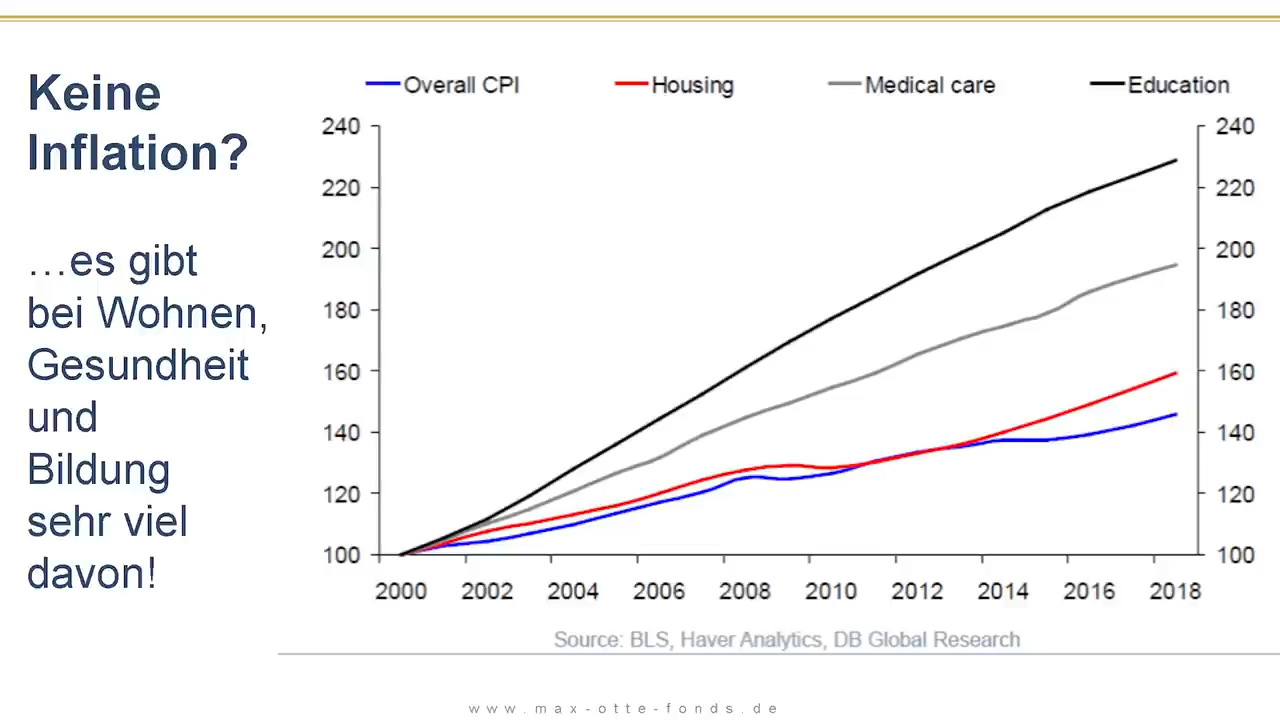 Keine
Inflation?
…es gibt
bei Wohnen,
Gesundheit
und
Bildung
sehr viel
davon!
Overall CPI Housing Medical care Education
240 240
220 220
200 200
180 180
160 160
140 140
120 120
100 100
2000 2002 2004 2006 2008 2010 2012 2014 2016 2018
Source: BLS, Haver Analytics, DB Global Research
www.max-otte-fonds.de